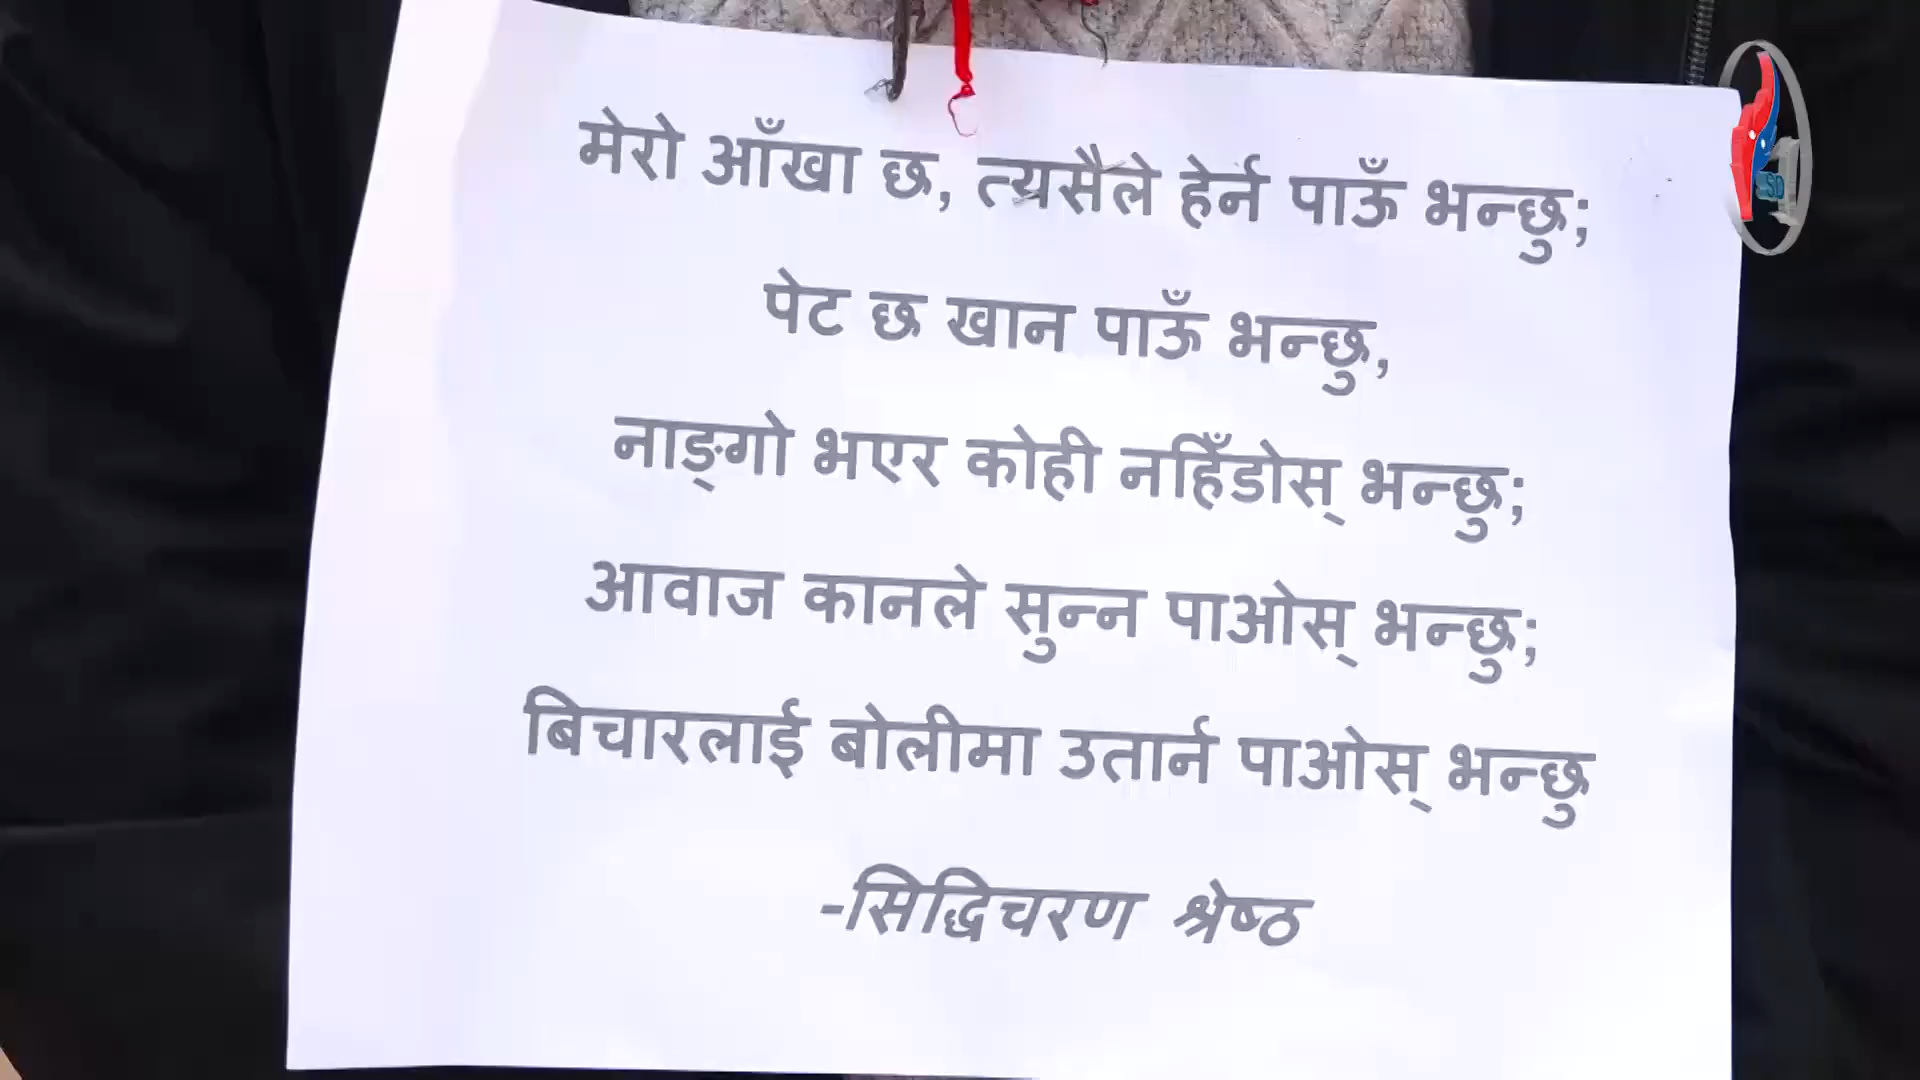 मेरो आँखा छ, त्यसैले हेर्न पाऊँ भन्छु;
पेट छ खान पाऊँ भन्छु,
नाङ्गो भएर कोही नहिँडोस् भन्छु;
आवाज कानले सुन्न पाओस् भन्छु;
बिचारलाई बोलीमा उतार्न पाओस् भन्छु
-सिद्धिचरण श्रेष्ठ